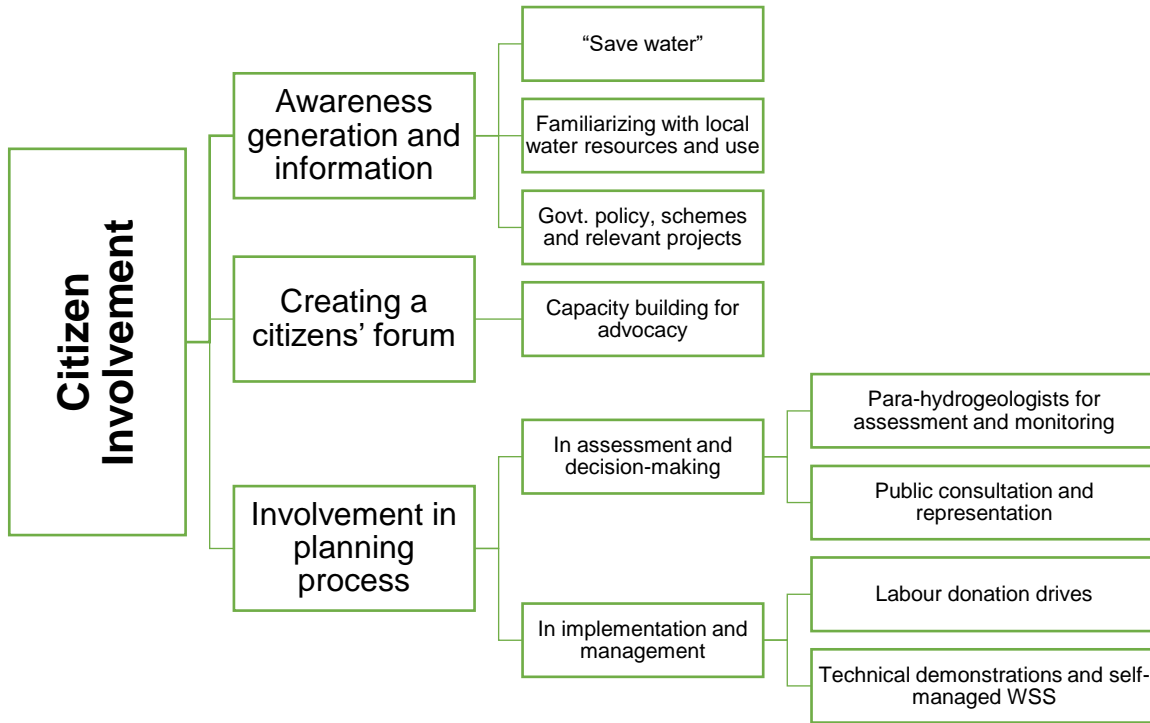 Citizen
Involvement
Awareness
generation and
information
“Save water”
Familiarizing with local
water resources and use
Govt. policy, schemes
and relevant projects
Creating a
citizens’ forum
Capacity building for
advocacy
Involvement in
planning
process
In assessment and
decision-making
Para-hydrogeologists for
assessment and monitoring
Public consultation and
representation
In implementation and
management
Labour donation drives
Technical demonstrations and self-
managed WSS